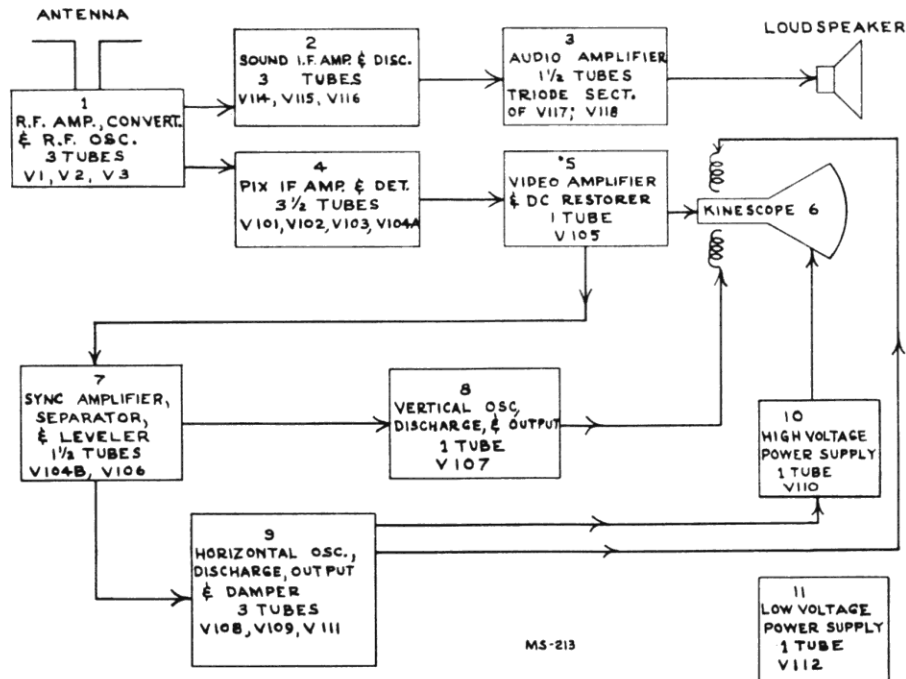 ANTENNA
1
R.F. AMP., CONVERT.
& R.F. OSC.
3 TUBES
V1, V2, V3
2
SOUND I.F. AMP. & DISC.
3 TUBES
V114, V115, V116
3
AUDIO AMPLIFIER
1½ TUBES
TRIODE SECT.
OF V117; V118
LOUDSPEAKER
4
PIX IF AMP. & DET.
3½ TUBES
V101, V102, V103, V104A
5
VIDEO AMPLIFIER
& DC RESTORER
1 TUBE
V105
KINESCOPE 6
7
SYNC AMPLIFIER,
SEPARATOR,
& LEVELER
1½ TUBES
V104B, V106
8
VERTICAL OSC,
DISCHARGE, & OUTPUT
1 TUBE
V107
9
HORIZONTAL OSC.,
DISCHARGE, OUTPUT
& DAMPER
3 TUBES
V108, V109, V111
10
HIGH VOLTAGE
POWER SUPPLY
1 TUBE
V110
11
LOW VOLTAGE
POWER SUPPLY
1 TUBE
V112
MS-213